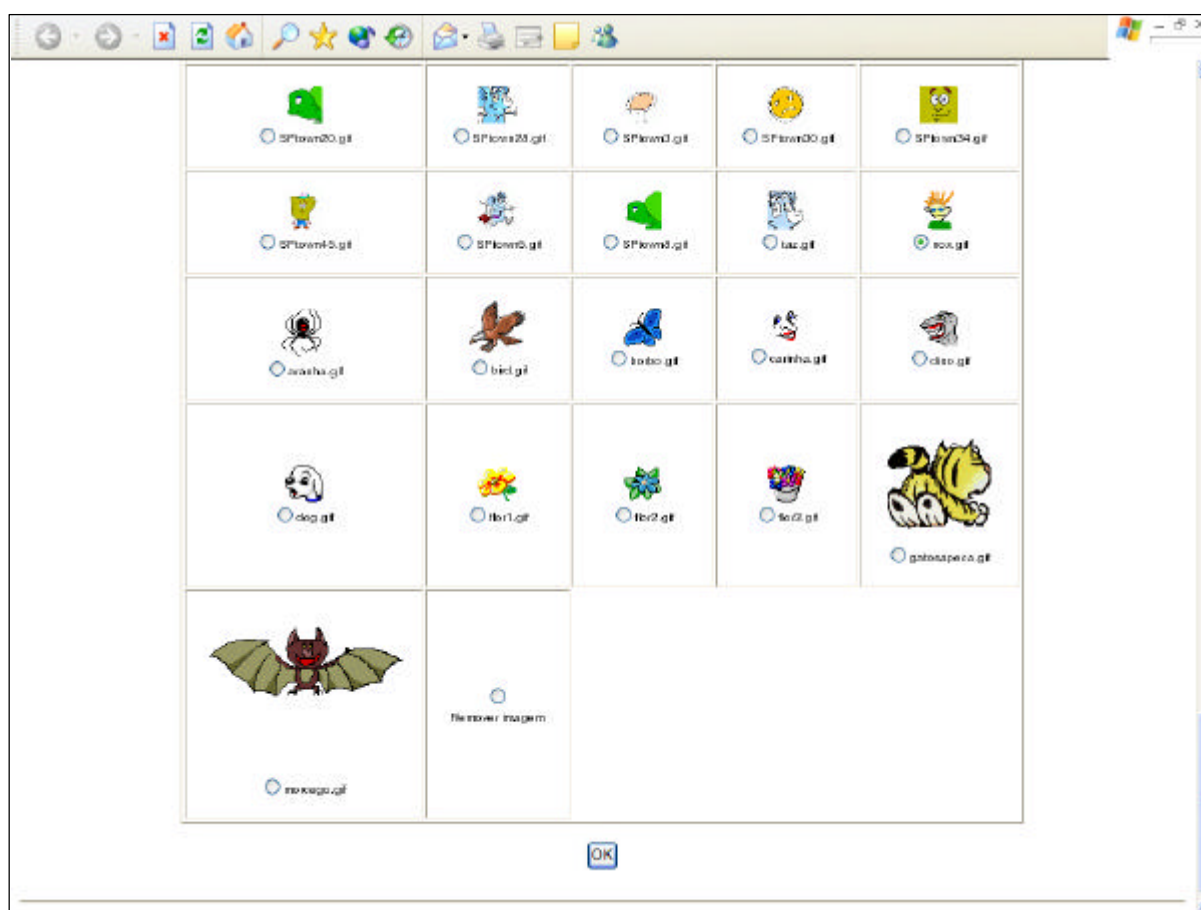 SPtown20.gif
SPtown28.gif
SPtown3.gif
SPtown30.gif
SPtown34.gif
SPtown45.gif
SPtown5.gif
SPtown8.gif
taz.gif
aranha.gif
bird.gif
borbo.gif
carinha.gif
dino.gif
dog.gif
flor1.gif
flor2.gif
flor3.gif
gatosapeca.gif
morcego.gif
Remover imagem
OK